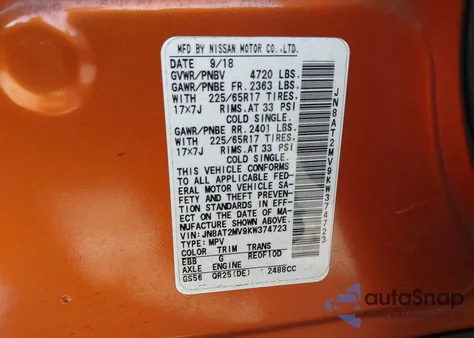 MFD BY NISSAN MOTOR CO.,LTD.
DATE 9/18
GVWR/PNBV 4720 LBS.
GAWR/PNBE FR. 2363 LBS.
WITH 225/65R17 TIRES.
17×7J RIMS.AT 33 PSI
COLD SINGLE.
GAWR/PNBE RR. 2401 LBS.
WITH 225/65R17 TIRES.
17×7J RIMS.AT 33 PSI
COLD SINGLE.
THIS VEHICLE CONFORMS
TO ALL APPLICABLE FED-
ERAL MOTOR VEHICLE SA-
FETY AND THEFT PREVEN-
TION STANDARDS IN EFF-
ECT ON THE DATE OF MA-
NUFACTURE SHOWN ABOVE.
VIN:JN8AT2MV9KW374723
TYPE:MPV
COLOR TRIM TRANS
EBB G RE0F10D
AXLE ENGINE
GS56 QR25(DE) 2488CC
JN8AT2MV9KW374723
autoSnap